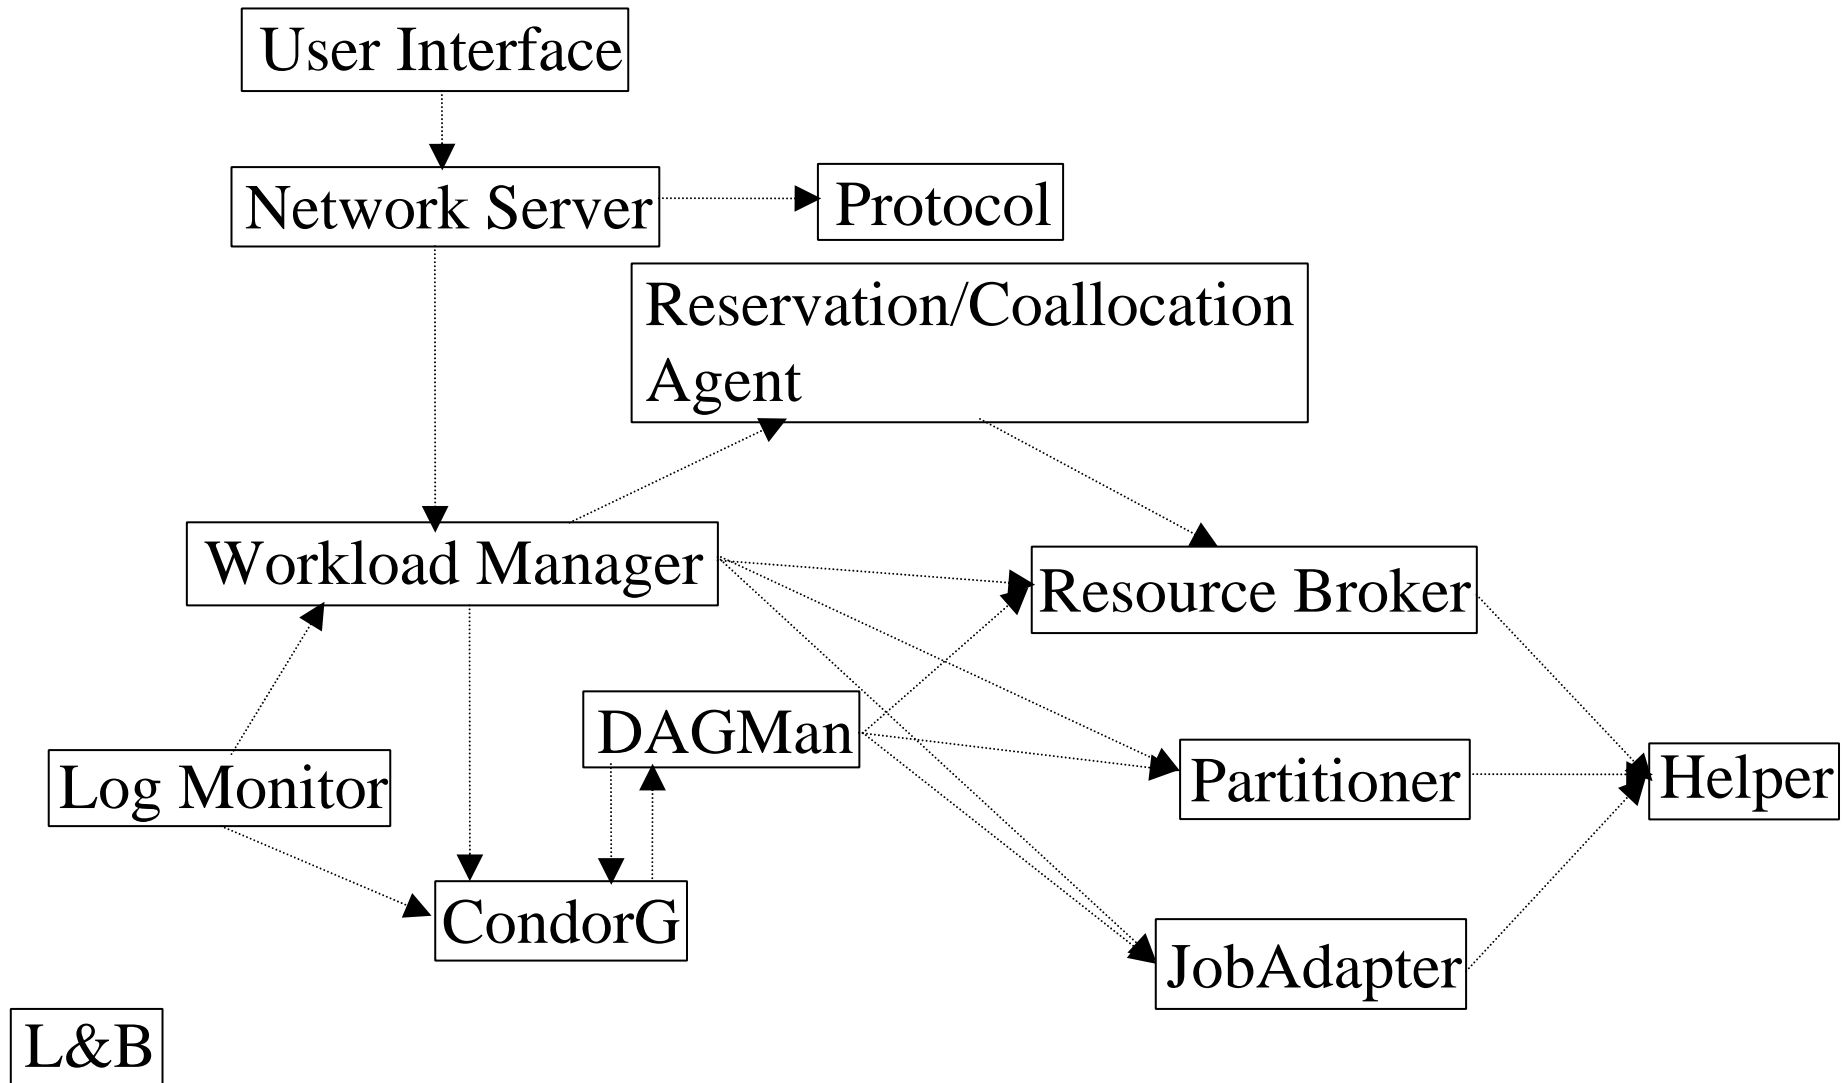 User Interface
Network Server
Protocol
Reservation/Coallocation
Agent
Workload Manager
Resource Broker
DAGMan
Partitioner
Helper
Log Monitor
CondorG
JobAdapter
L&B